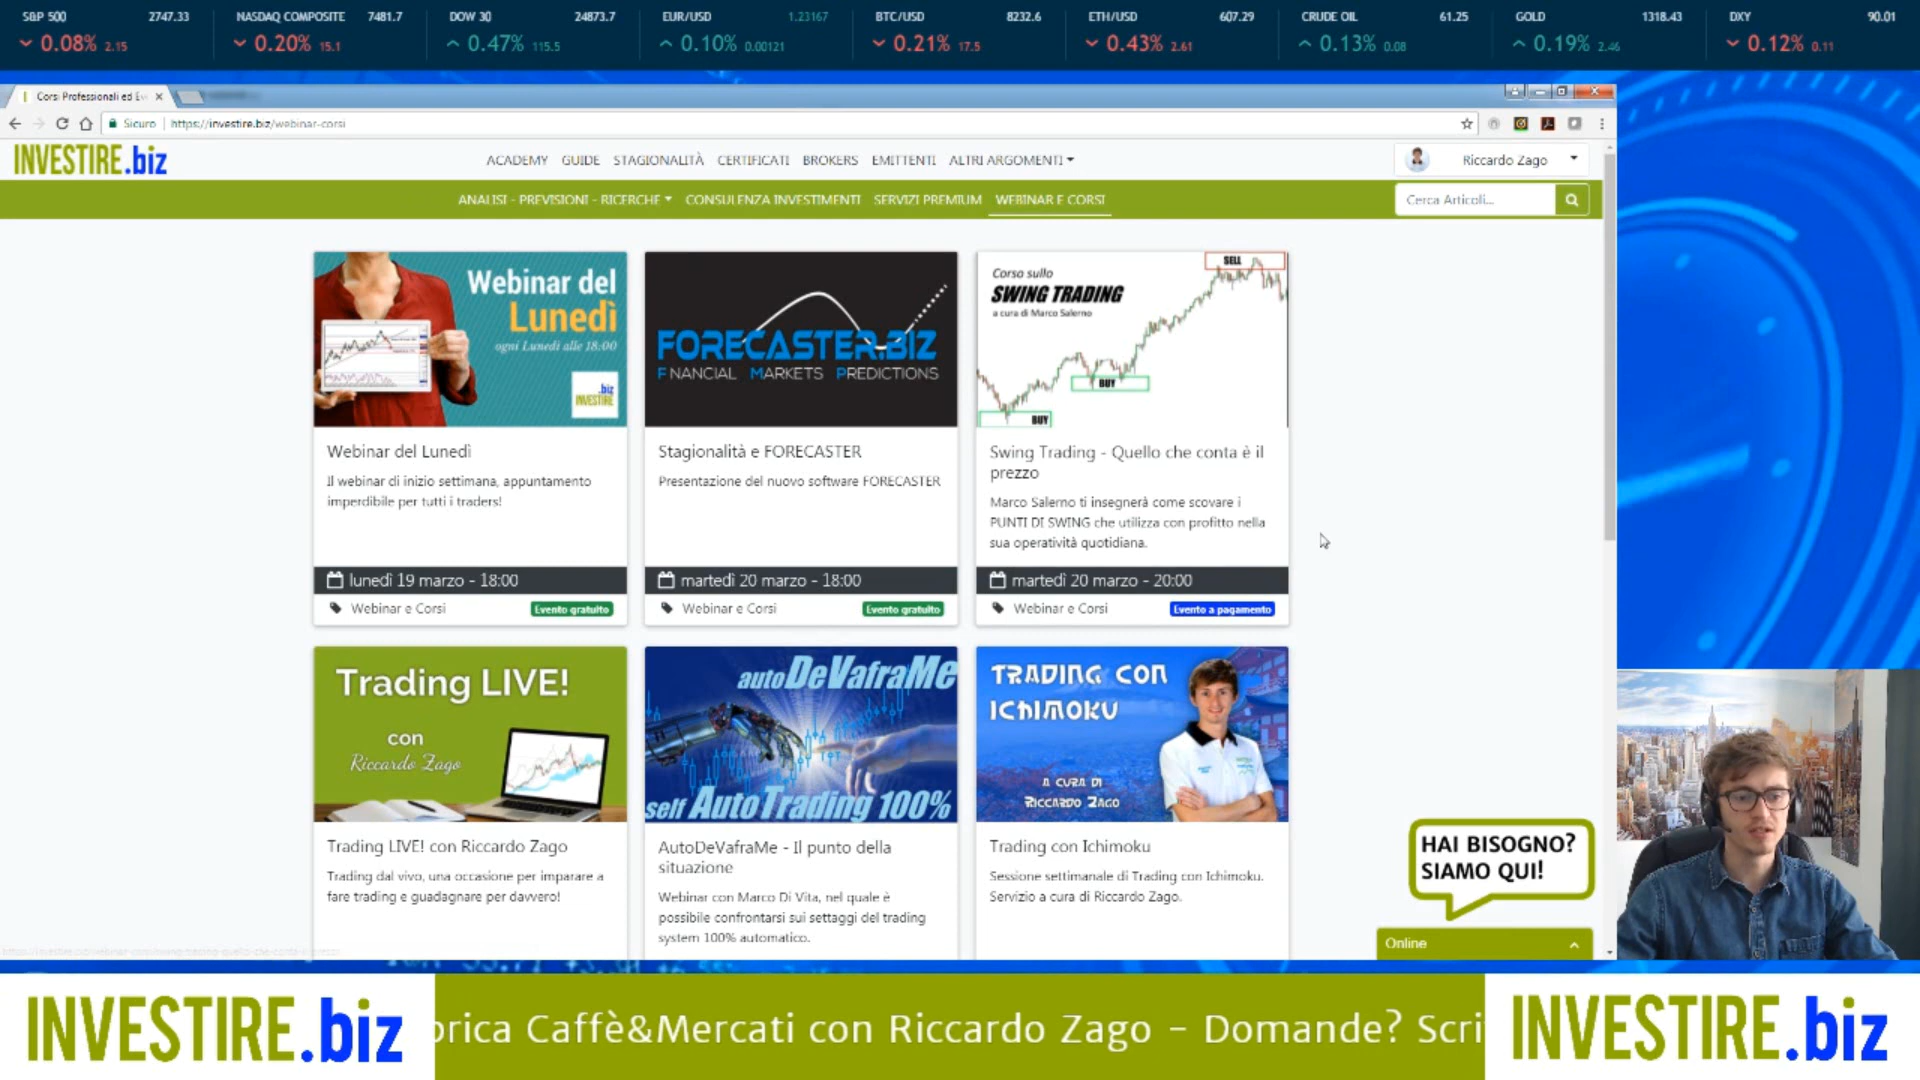 S&P 500 2747.33
0.08% 2.15
NASDAQ COMPOSITE 7481.7
0.20% 15.1
DOW 30 24873.7
0.47% 115.5
EUR/USD 1.23167
0.10% 0.00121
BTC/USD 8232.6
0.21% 17.5
ETH/USD 607.29
0.43% 2.61
CRUDE OIL 61.25
0.13% 0.08
GOLD 1318.43
0.19% 2.46
DXY 90.01
0.12% 0.11
Corsi Professionali ed Ev
Sicuro https://investire.biz/webinar-corsi
INVESTIRE.biz
ACADEMY GUIDE STAGIONALITÀ CERTIFICATI BROKERS EMITTENTI ALTRI ARGOMENTI
Riccardo Zago
ANALISI - PREVISIONI - RICERCHE CONSULENZA INVESTIMENTI SERVIZI PREMIUM WEBINAR E CORSI
Cerca Articoli...
Webinar del
Lunedì
ogni Lunedì alle 18:00
.biz
INVESTIRE
Webinar del Lunedì
Il webinar di inizio settimana, appuntamento
imperdibile per tutti i traders!
lunedì 19 marzo - 18:00
Webinar e Corsi Evento gratuito
FORECASTER.BIZ
FINANCIAL MARKETS PREDICTIONS
Stagionalità e FORECASTER
Presentazione del nuovo software FORECASTER
martedì 20 marzo - 18:00
Webinar e Corsi Evento gratuito
SELL
Corso sullo
SWING TRADING
a cura di Marco Salerno
BUY
BUY
Swing Trading - Quello che conta è il
prezzo
Marco Salerno ti insegnerà come scovare i
PUNTI DI SWING che utilizza con profitto nella
sua operatività quotidiana.
martedì 20 marzo - 20:00
Webinar e Corsi Evento a pagamento
Trading LIVE!
con
Riccardo Zago
Trading LIVE! con Riccardo Zago
Trading dal vivo, una occasione per imparare a
fare trading e guadagnare per davvero!
autoDeVafraMe
self AutoTrading 100%
AutoDeVafraMe - Il punto della
situazione
Webinar con Marco Di Vita, nel quale è
possibile confrontarsi sui settaggi del trading
system 100% automatico.
TRADING CON
ICHIMOKU
A CURA DI
RICCARDO ZAGO
Trading con Ichimoku
Sessione settimanale di Trading con Ichimoku.
Servizio a cura di Riccardo Zago.
HAI BISOGNO?
SIAMO QUI!
Online
INVESTIRE.biz
orica Caffè&Mercati con Riccardo Zago - Domande? Scri
INVESTIRE.biz